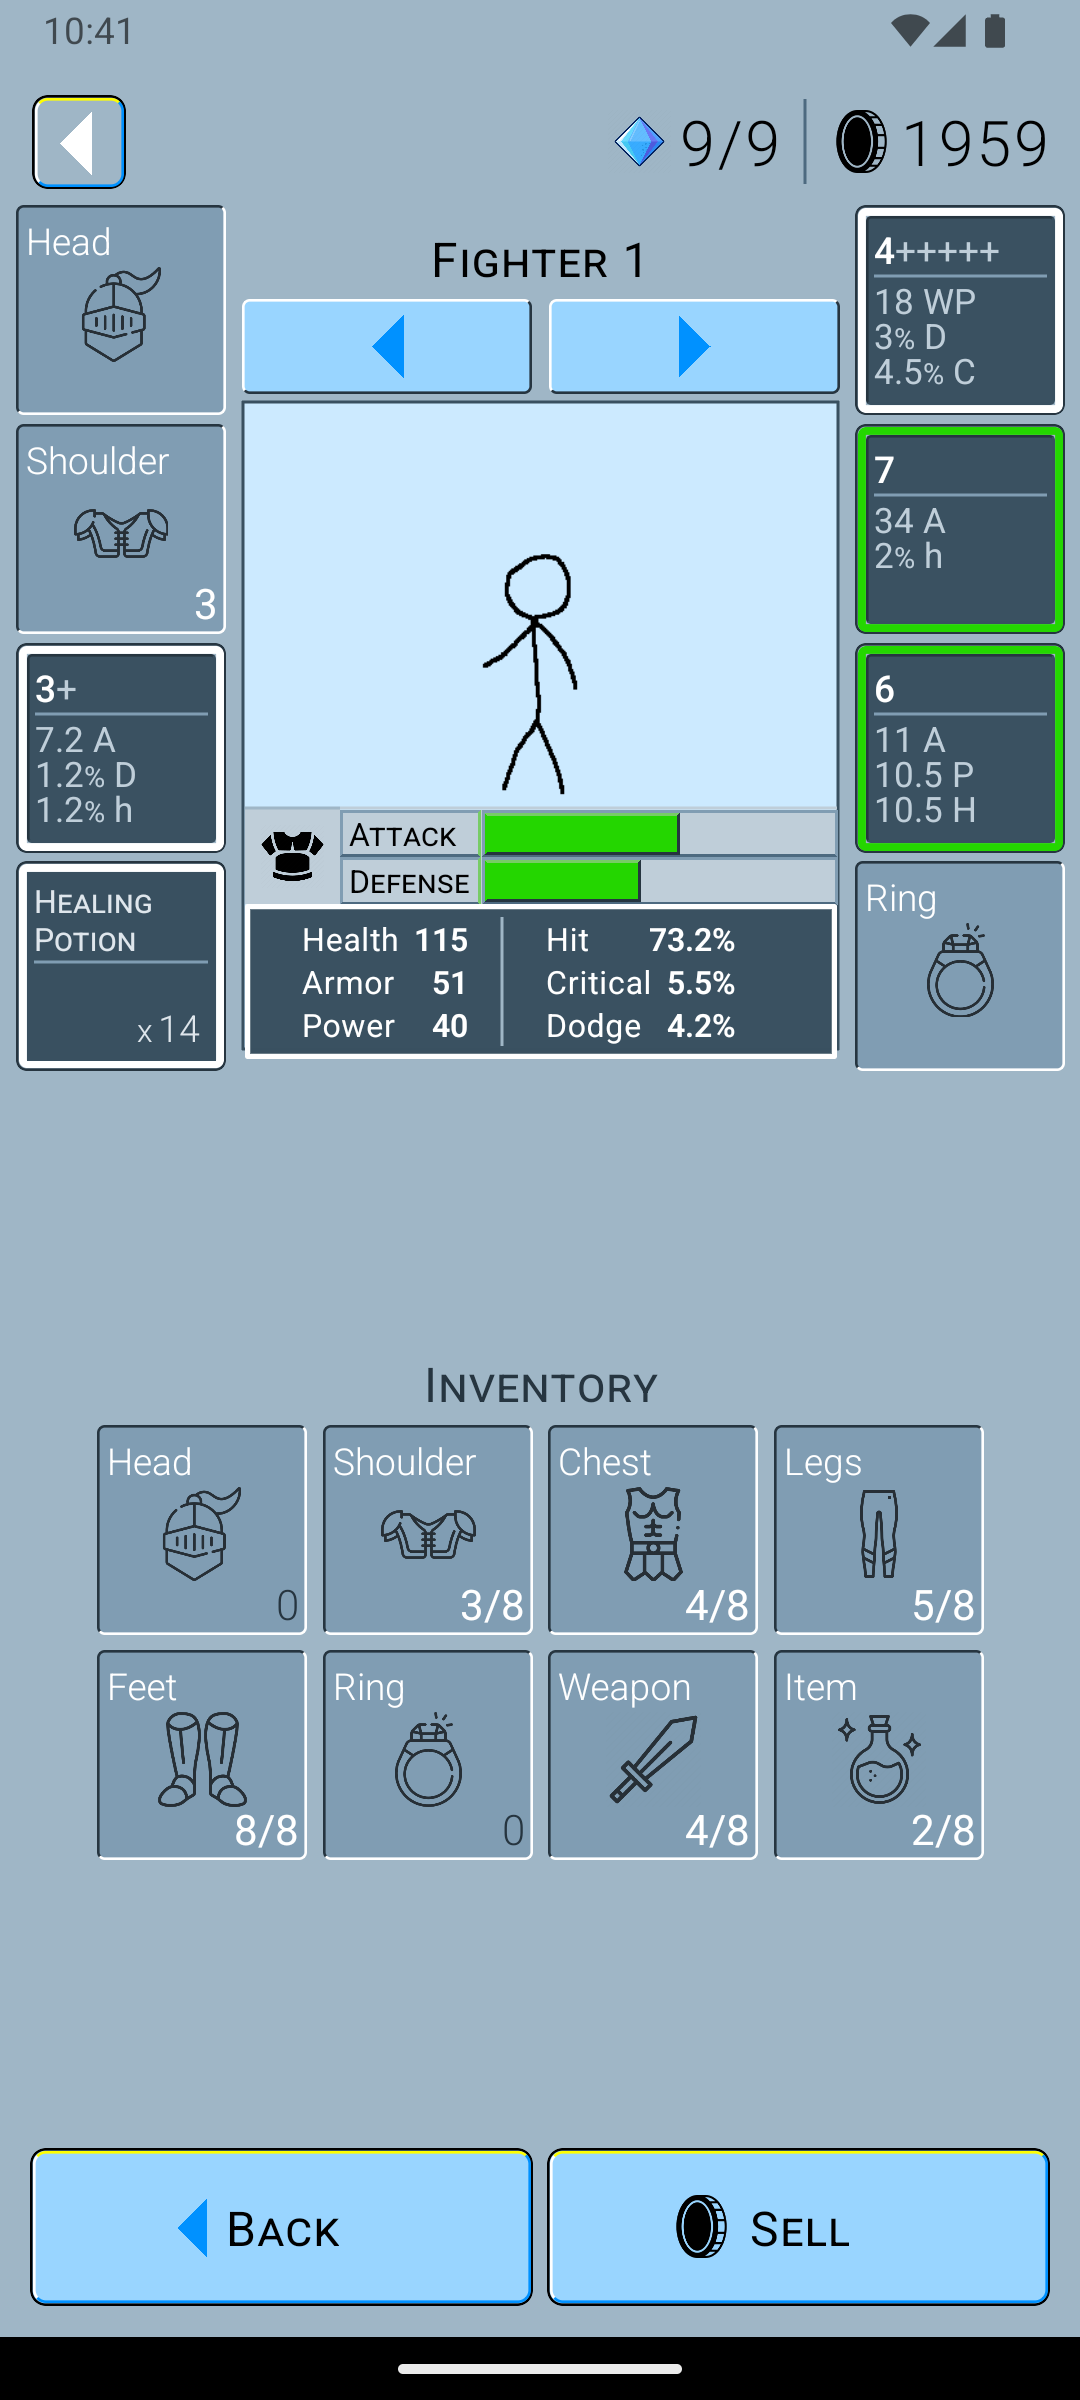 10:41
9/9
1959
Head
FIGHTER 1
4+++++
18 WP
3% D
4.5% C
Shoulder
3
7
34 A
2% h
3+
7.2 A
1.2% D
1.2% h
6
11 A
10.5 P
10.5 H
ATTACK
DEFENSE
HEALING
POTION
x14
Health 115
Armor 51
Power 40
Hit 73.2%
Critical 5.5%
Dodge 4.2%
Ring
INVENTORY
Head
0
Shoulder
3/8
Chest
4/8
Legs
5/8
Feet
8/8
Ring
0
Weapon
4/8
Item
2/8
BACK
SELL